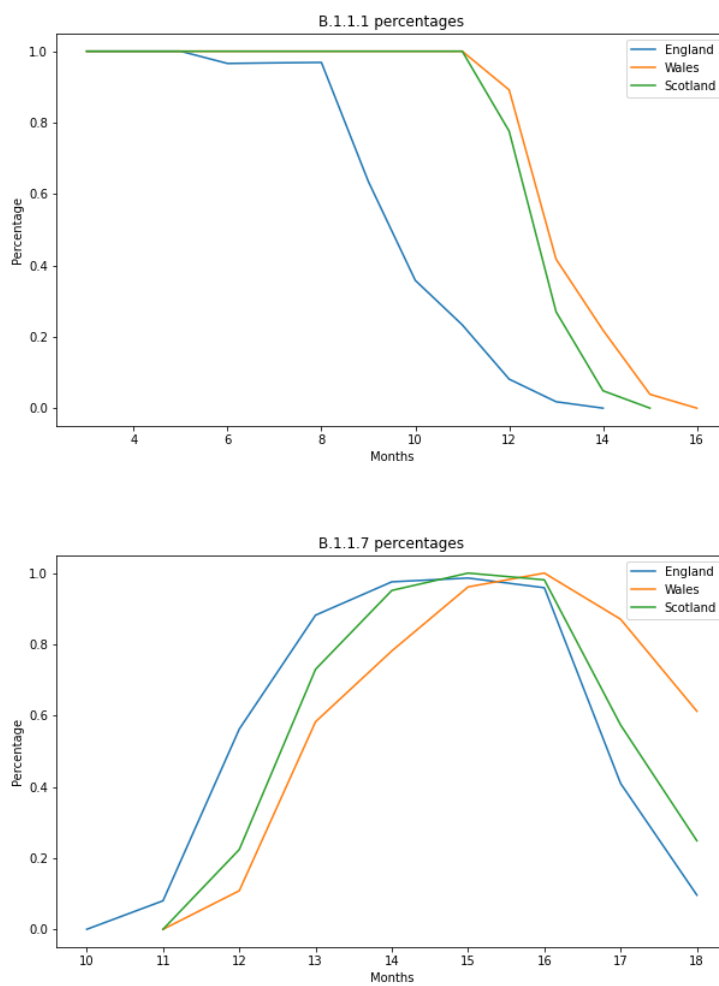 B.1.1.1 percentages
1.0
0.8
0.6
0.4
0.2
0.0
Percentage
England
Wales
Scotland
4 6 8 10 12 14 16
Months
B.1.1.7 percentages
1.0
0.8
0.6
0.4
0.2
0.0
Percentage
England
Wales
Scotland
10 11 12 13 14 15 16 17 18
Months